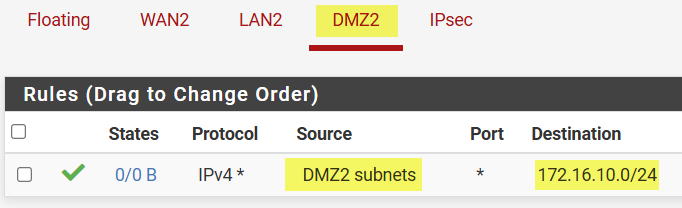 Floating WAN2 LAN2 DMZ2 IPsec
Rules (Drag to Change Order)
States Protocol Source Port Destination
0/0 B IPv4 * DMZ2 subnets * 172.16.10.0/24